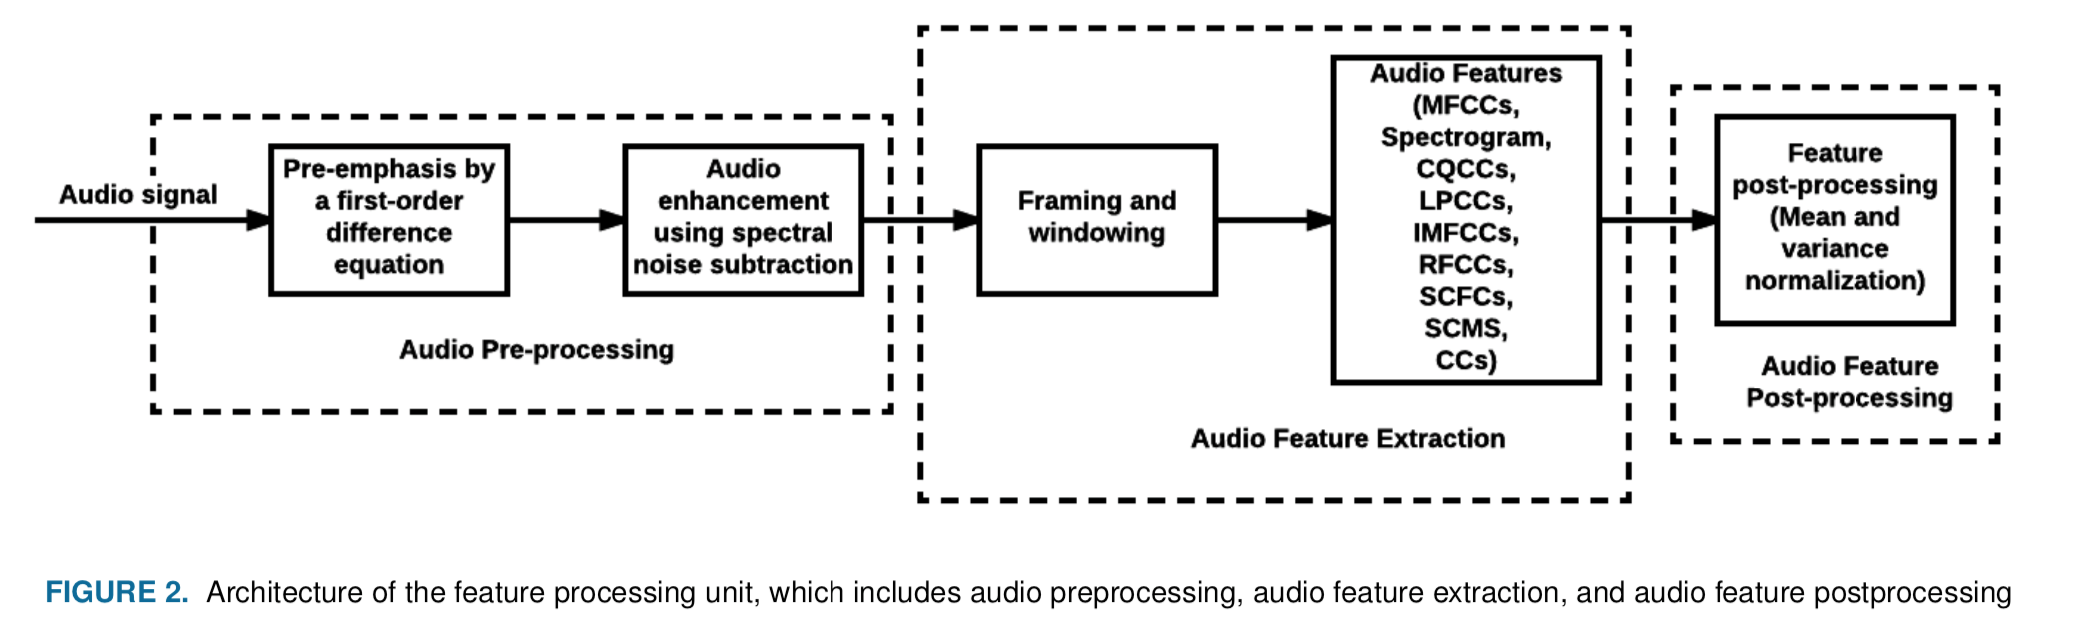 Audio signal
Pre-emphasis by
a first-order
difference
equation
Audio
enhancement
using spectral
noise subtraction
Audio Pre-processing
Framing and
windowing
Audio Features
(MFCCs,
Spectrogram,
CQCCs,
LPCCs,
IMFCCs,
RFCCs,
SCFCs,
SCMS,
CCs)
Audio Feature Extraction
Feature
post-processing
(Mean and
variance
normalization)
Audio Feature
Post-processing
FIGURE 2. Architecture of the feature processing unit, which includes audio preprocessing, audio feature extraction, and audio feature postprocessing